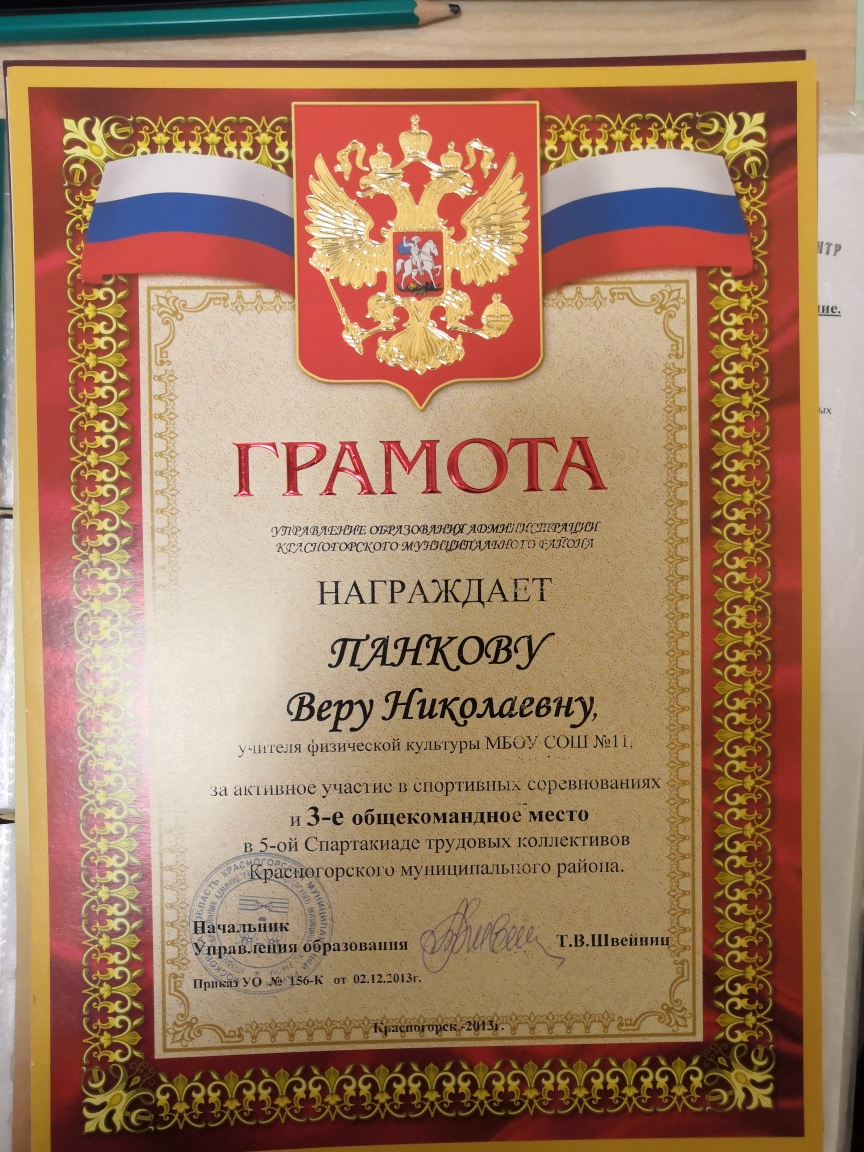 ГРАМОТА
УПРАВЛЕНИЕ ОБРАЗОВАНИЯ АДМИНИСТРАЦИИ
КРАСНОГОРСКОГО МУНИЦИПАЛЬНОГО РАЙОНА
НАГРАЖДАЕТ
ПАНКОВУ
Веру Николаевну,
учителя физической культуры МБОУ СОШ №11,
за активное участие в спортивных соревнованиях
и 3-е общекомандное место
в 5-ой Спартакиаде трудовых коллективов
Красногорского муниципального района.
Начальник
Управления образования Т.В.Швейниц
Приказ УО № 156-К от 02.12.2013г.
Красногорск -2013г.